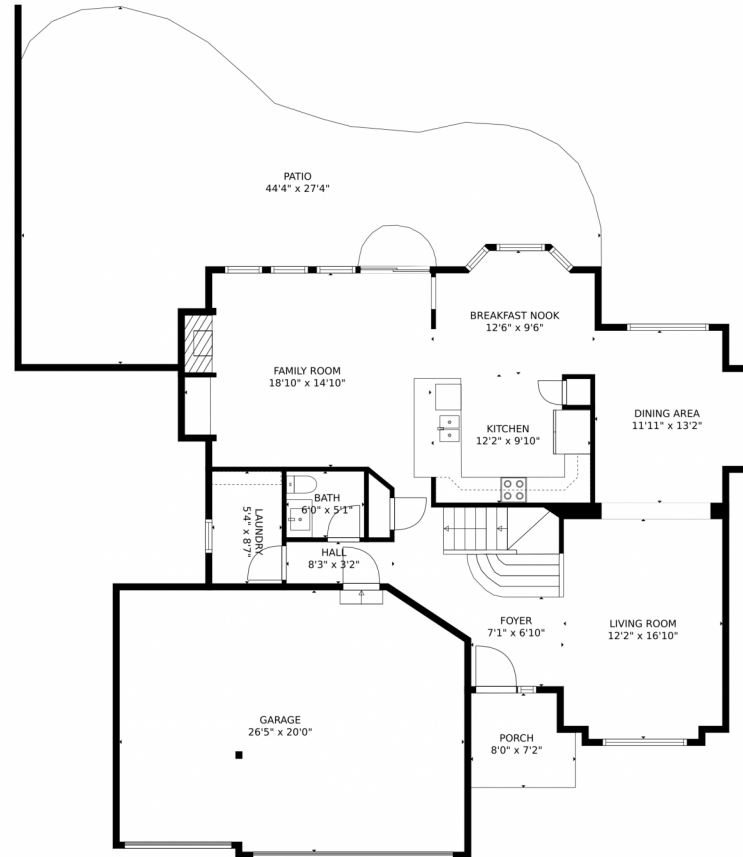 PATIO
44'4" x 27'4"
BREAKFAST NOOK
12'6" x 9'6"
FAMILY ROOM
18'10" x 14'10"
DINING AREA
11'11" x 13'2"
KITCHEN
12'2" x 9'10"
BATH
6'0" x 5'1"
LAUNDRY
5'4" x 8'7"
HALL
8'3" x 3'2"
FOYER
7'1" x 6'10"
LIVING ROOM
12'2" x 16'10"
GARAGE
26'5" x 20'0"
PORCH
8'0" x 7'2"